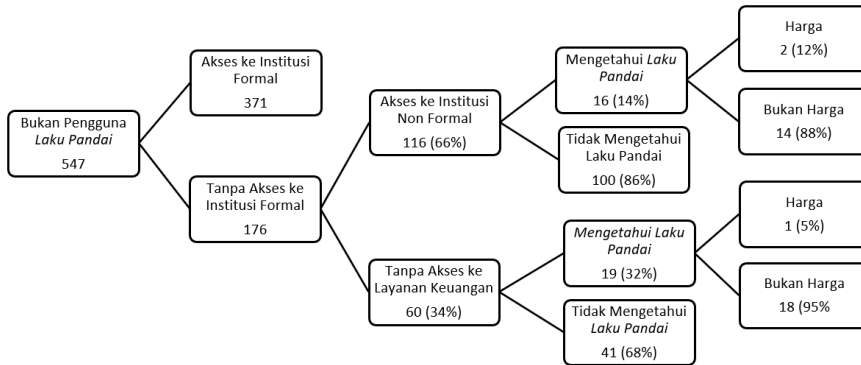 Bukan Pengguna
Laku Pandai
547
Akses ke Institusi
Formal
371
Tanpa Akses ke
Institusi Formal
176
Akses ke Institusi
Non Formal
116 (66%)
Tanpa Akses ke
Layanan Keuangan
60 (34%)
Mengetahui Laku
Pandai
16 (14%)
Tidak Mengetahui
Laku Pandai
100 (86%)
Mengetahui Laku
Pandai
19 (32%)
Tidak Mengetahui
Laku Pandai
41 (68%)
Harga
2 (12%)
Bukan Harga
14 (88%)
Harga
1 (5%)
Bukan Harga
18 (95%